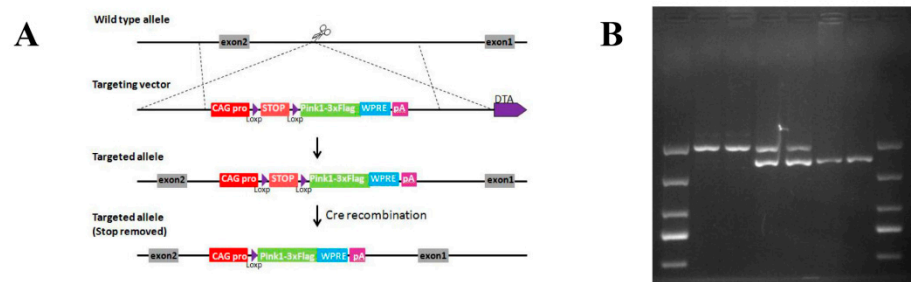 A
B
Wild type allele
exon2
exon1
Targeting vector
DTA
CAG pro
STOP
Pink1-3xFlag
WPRE
pA
Loxp
Loxp
Targeted allele
exon2
CAG pro
STOP
Pink1-3xFlag
WPRE
pA
exon1
Loxp
Loxp
Cre recombination
Targeted allele
(Stop removed)
exon2
CAG pro
Pink1-3xFlag
WPRE
pA
exon1
Loxp